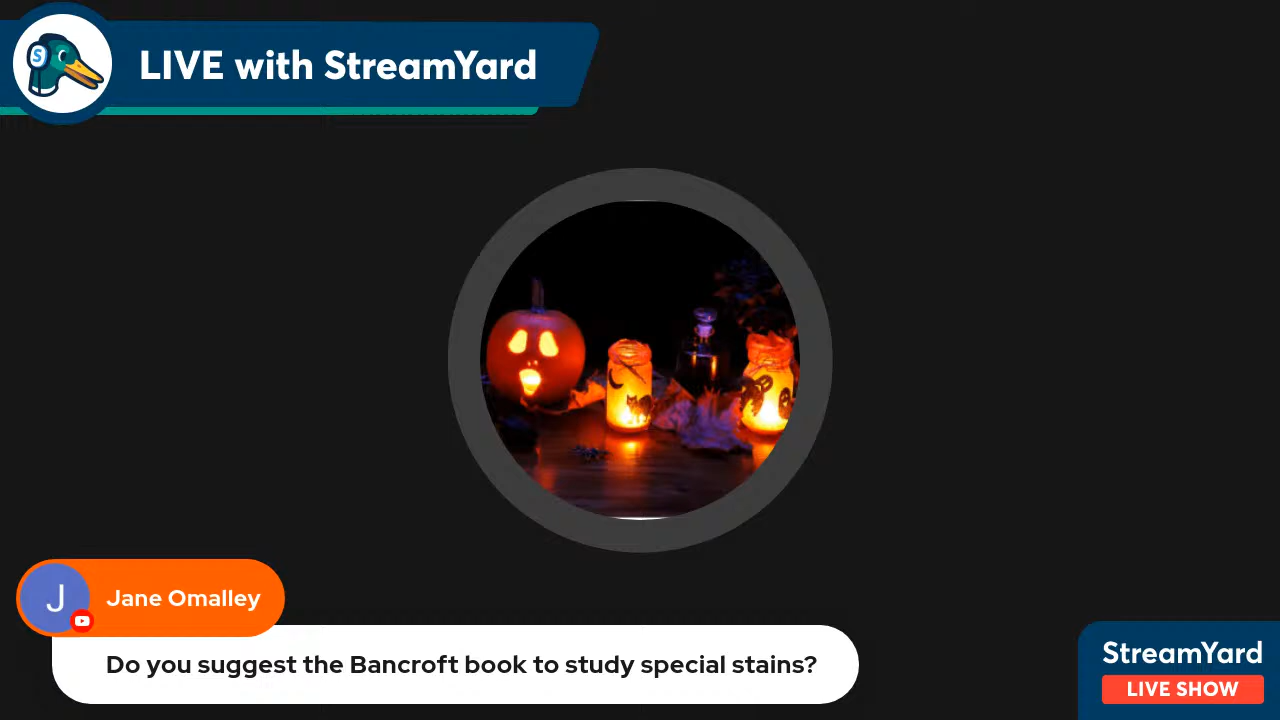 S
LIVE with StreamYard
J
Jane Omalley
Do you suggest the Bancroft book to study special stains?
StreamYard
LIVE SHOW